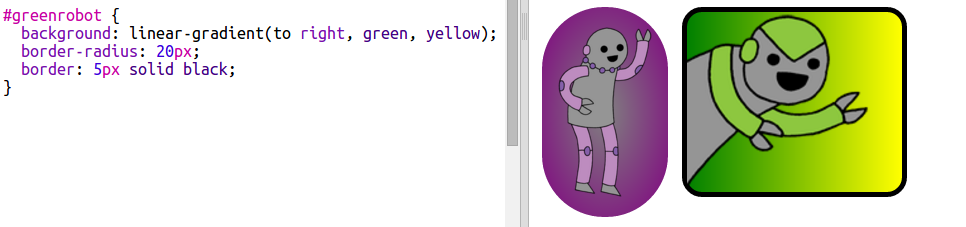 #greenrobot {
  background: linear-gradient(to right, green, yellow);
  border-radius: 20px;
  border: 5px solid black;
}